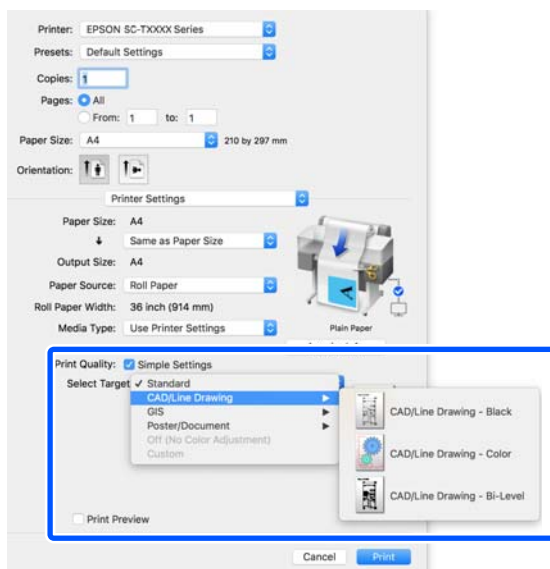 Printer: EPSON SC-TXXXX Series
Presets: Default Settings
Copies: 1
Pages: All
From: 1 to: 1
Paper Size: A4 210 by 297 mm
Orientation:
Printer Settings
Paper Size: A4
Same as Paper Size
Output Size: A4
Paper Source: Roll Paper
Roll Paper Width: 36 inch (914 mm)
Media Type: Use Printer Settings
Plain Paper
Print Quality: Simple Settings
Select Target ✓ Standard
CAD/Line Drawing
GIS
Poster/Document
Off (No Color Adjustment)
Custom
CAD/Line Drawing - Black
CAD/Line Drawing - Color
CAD/Line Drawing - Bi-Level
Print Preview
Cancel Print